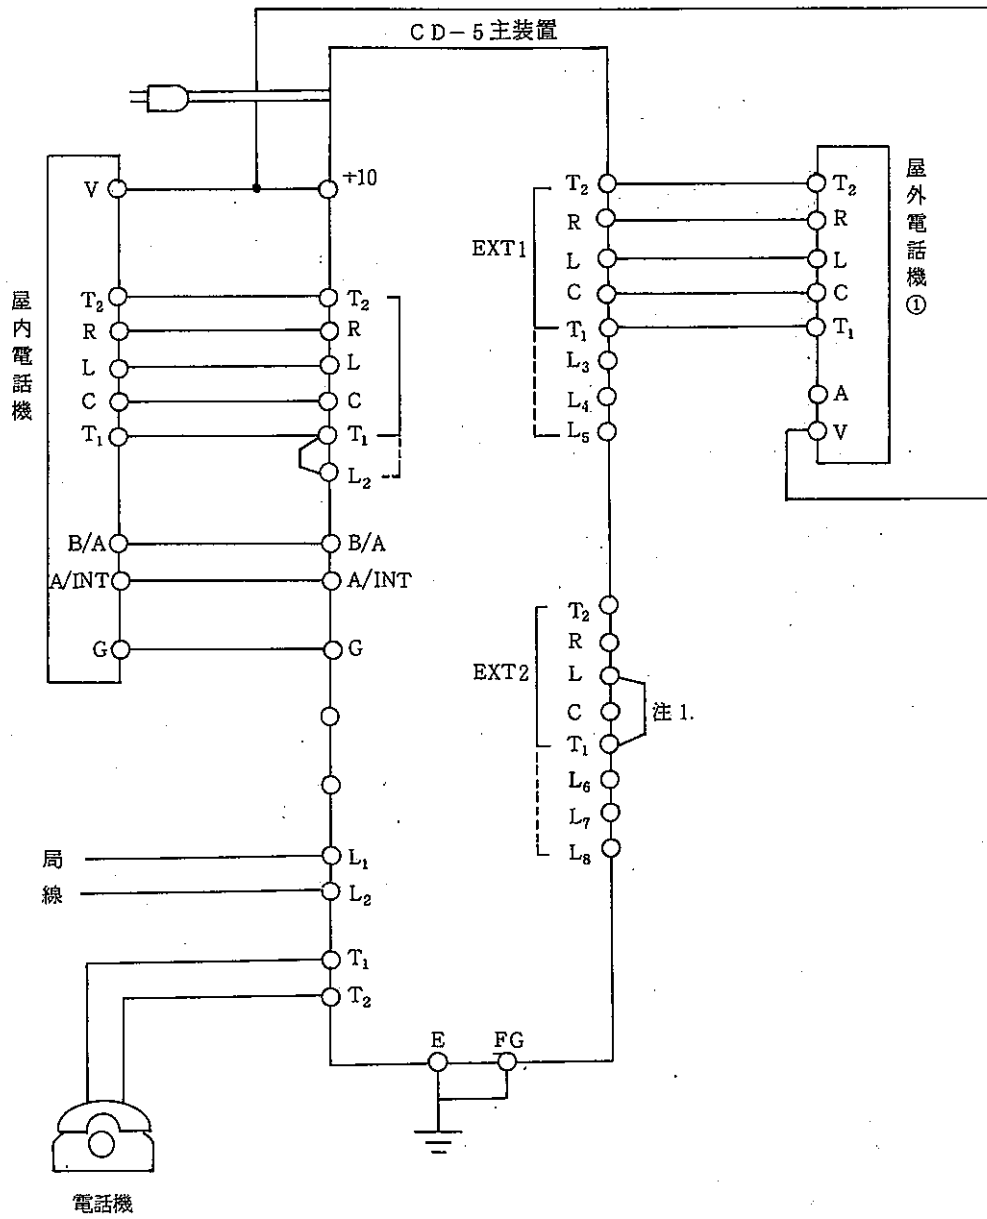 CD-5主装置
屋内電話機
V
T₂
R
L
C
T₁
B/A
A/INT
G
+10
T₂
R
L
C
T₁
L₂
B/A
A/INT
G
局線
L₁
L₂
T₁
T₂
電話機
E
FG
EXT1
T₂
R
L
C
T₁
L₃
L₄
L₅
EXT2
T₂
R
L
C
T₁
L₆
L₇
L₈
注1.
屋外電話機①
T₂
R
L
C
T₁
A
V